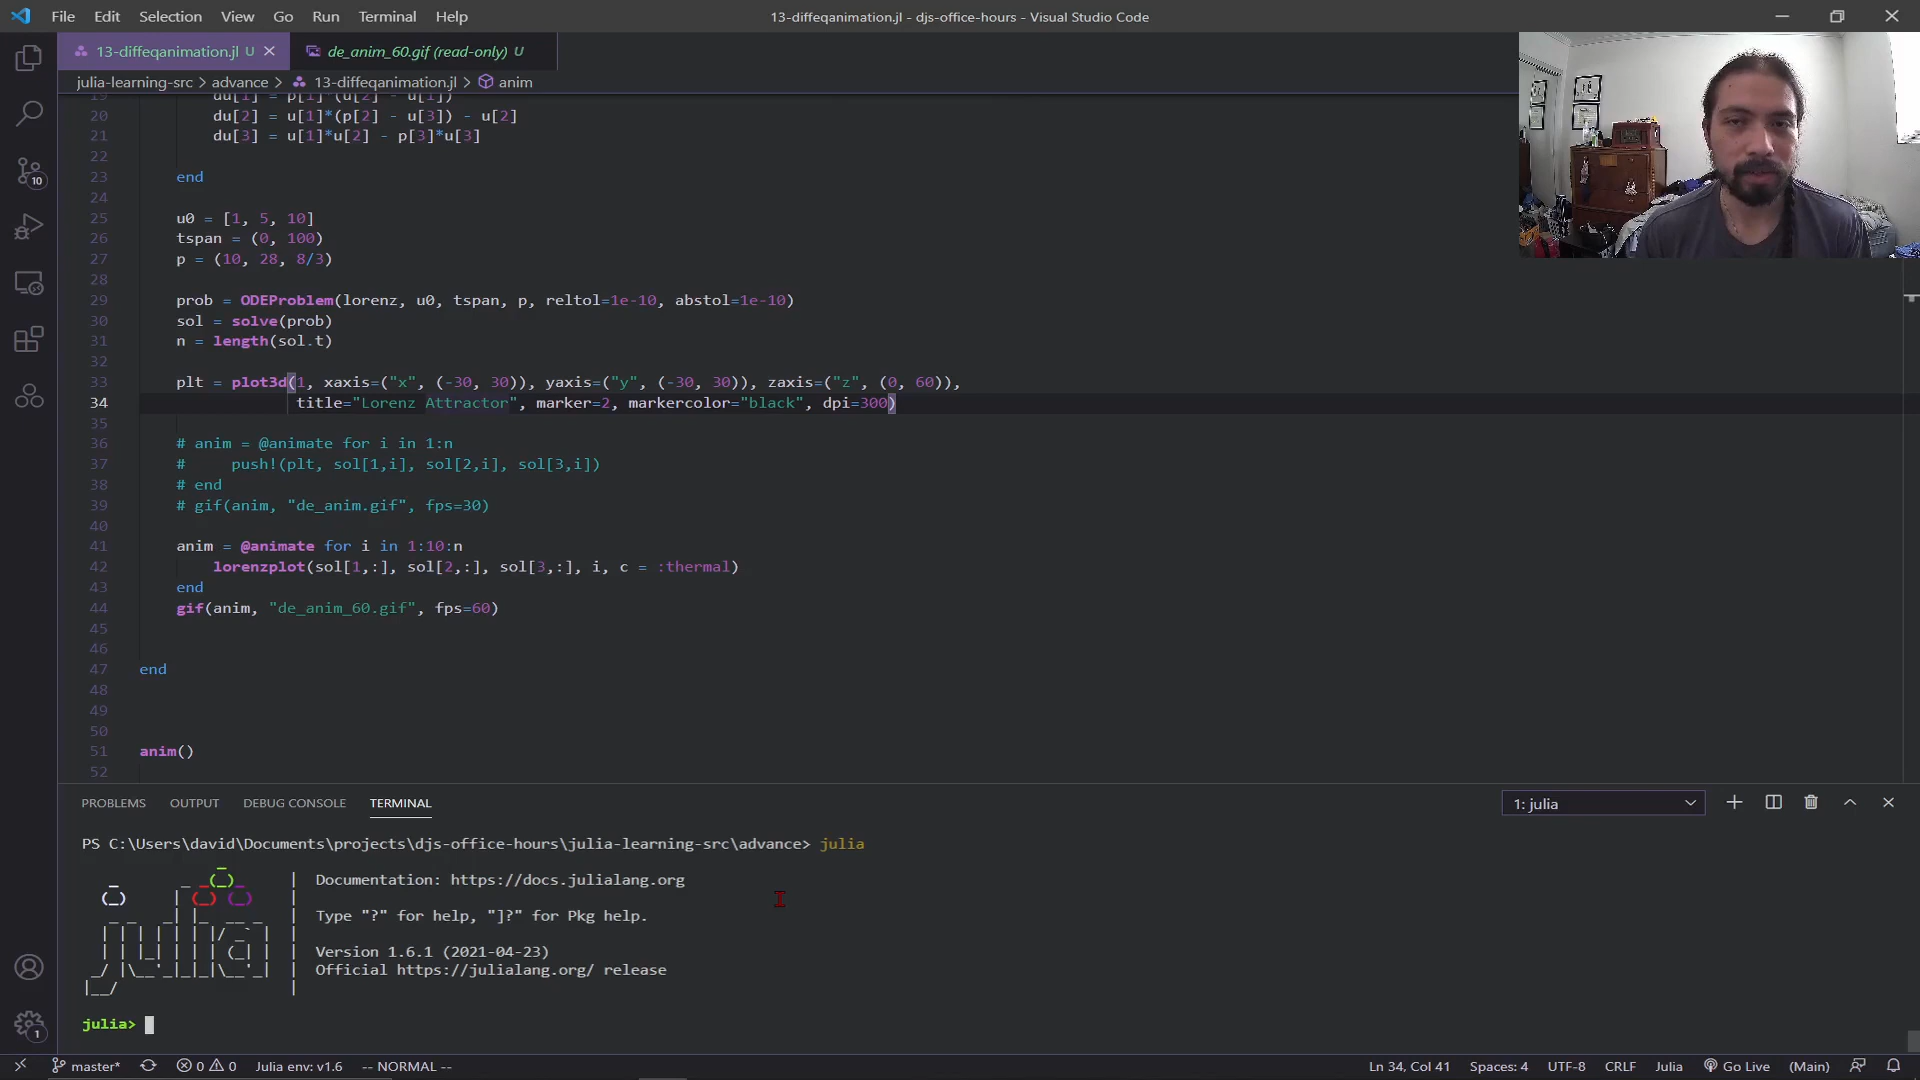 File Edit Selection View Go Run Terminal Help
13-diffeqanimation.jl - djs-office-hours - Visual Studio Code
13-diffeqanimation.jl U
de_anim_60.gif (read-only) U
julia-learning-src > advance > 13-diffeqanimation.jl > anim
19 du[1] = p[1]*(u[2] - u[1])
20 du[2] = u[1]*(p[2] - u[3]) - u[2]
21 du[3] = u[1]*u[2] - p[3]*u[3]
22
23 end
24
25 u0 = [1, 5, 10]
26 tspan = (0, 100)
27 p = (10, 28, 8/3)
28
29 prob = ODEProblem(lorenz, u0, tspan, p, reltol=1e-10, abstol=1e-10)
30 sol = solve(prob)
31 n = length(sol.t)
32
33 plt = plot3d(1, xaxis=("x", (-30, 30)), yaxis=("y", (-30, 30)), zaxis=("z", (0, 60)),
34 title="Lorenz Attractor", marker=2, markercolor="black", dpi=300)
35
36 # anim = @animate for i in 1:n
37 #     push!(plt, sol[1,i], sol[2,i], sol[3,i])
38 # end
39 # gif(anim, "de_anim.gif", fps=30)
40
41 anim = @animate for i in 1:10:n
42 lorenzplot(sol[1,:], sol[2,:], sol[3,:], i, c = :thermal)
43 end
44 gif(anim, "de_anim_60.gif", fps=60)
45
46
47 end
48
49
50
51 anim()
52
10
PROBLEMS OUTPUT DEBUG CONSOLE TERMINAL
1: julia
PS C:\Users\david\Documents\projects\djs-office-hours\julia-learning-src\advance> julia
Documentation: https://docs.julialang.org
Type "?" for help, "]?" for Pkg help.
Version 1.6.1 (2021-04-23)
Official https://julialang.org/ release
julia>
1
master* 0 0 Julia env: v1.6 -- NORMAL -- Ln 34, Col 41 Spaces: 4 UTF-8 CRLF Julia Go Live (Main)